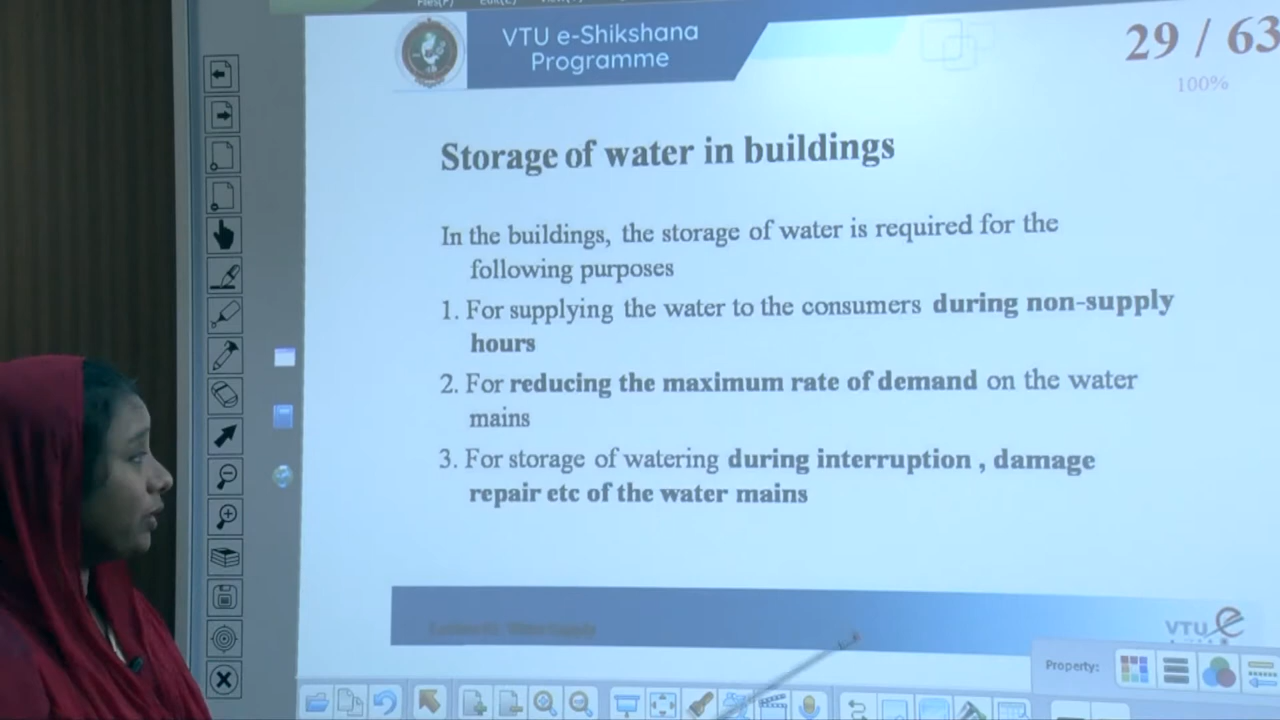 VTU e-Shikshana
Programme
29 / 63
100%
Storage of water in buildings
In the buildings, the storage of water is required for the
following purposes
1. For supplying the water to the consumers during non-supply
hours
2. For reducing the maximum rate of demand on the water
mains
3. For storage of watering during interruption , damage
repair etc of the water mains
VTU e
Property: